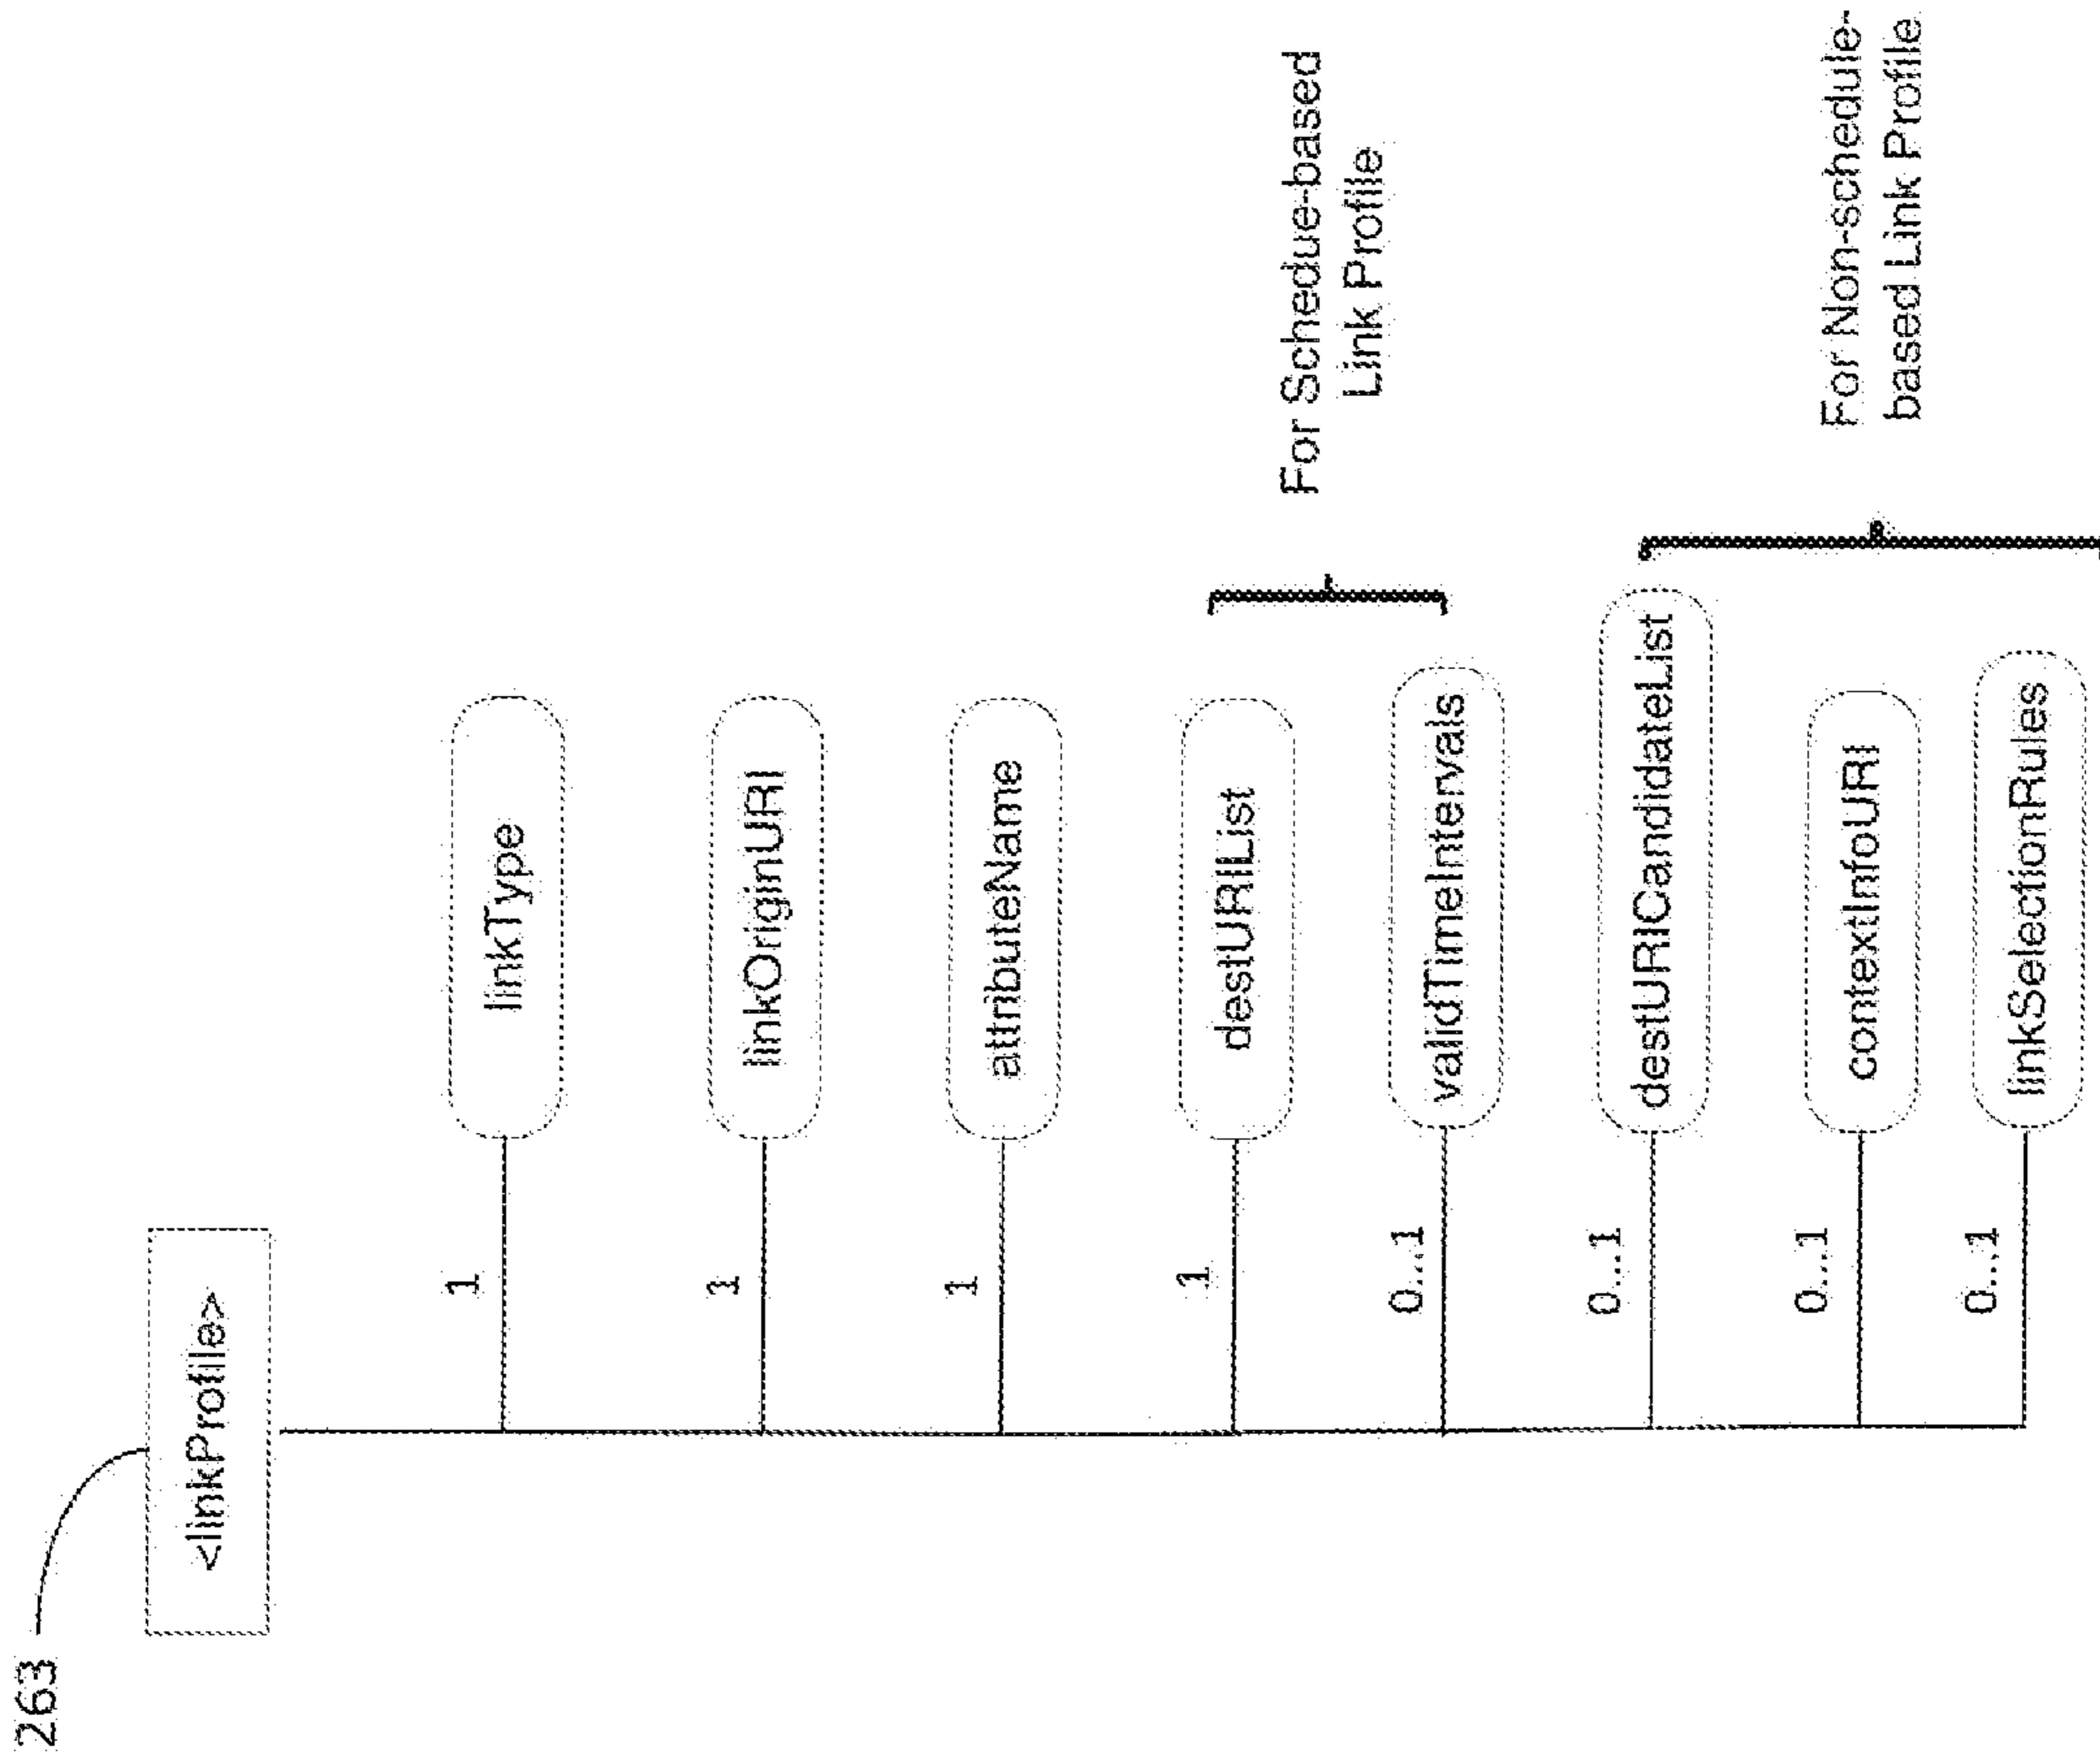 263
<linkProfile>
1
linkType
1
linkOriginURI
1
attributeName
1
destURIList
0...1
validTimeIntervals
For Schedue-based
Link Profile
0...1
destURICandidateList
0...1
contextInfoURI
0...1
linkSelectionRules
For Non-schedule-
based Link Profile